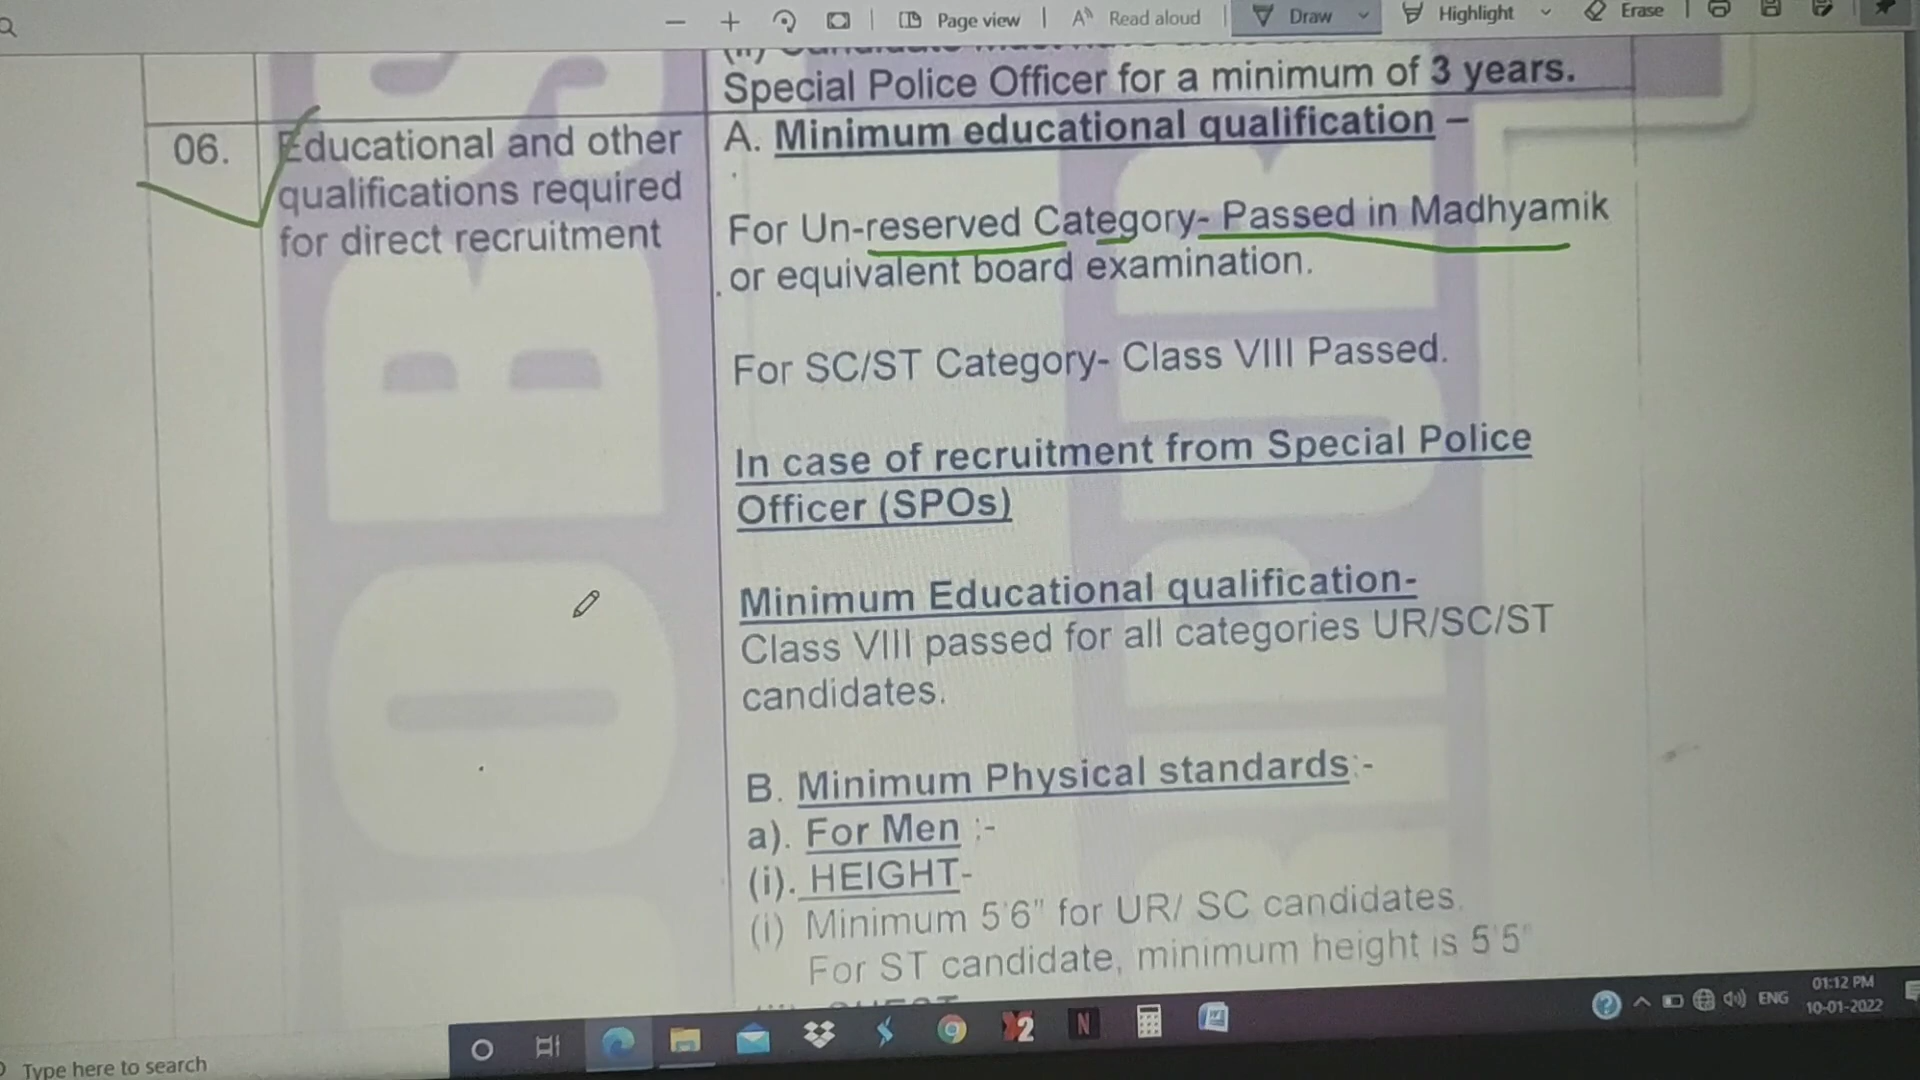 Page view
Read aloud
Draw
Highlight
Erase
Special Police Officer for a minimum of 3 years.
06.
Educational and other
qualifications required
for direct recruitment
A. Minimum educational qualification –
For Un-reserved Category- Passed in Madhyamik
or equivalent board examination.
For SC/ST Category- Class VIII Passed.
In case of recruitment from Special Police
Officer (SPOs)
Minimum Educational qualification-
Class VIII passed for all categories UR/SC/ST
candidates.
B. Minimum Physical standards:-
a). For Men :-
(i). HEIGHT-
(i) Minimum 5'6" for UR/ SC candidates.
For ST candidate, minimum height is 5'5"
Type here to search
ENG
01:12 PM
10-01-2022